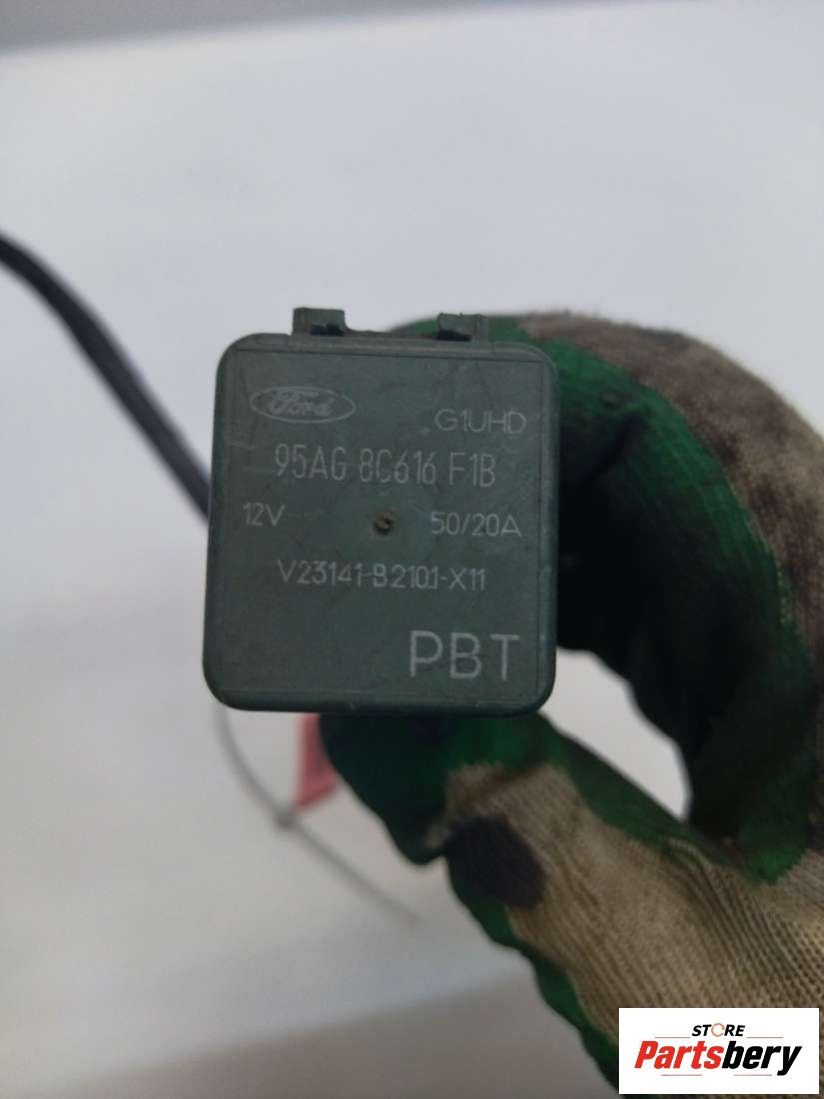 Ford
G1UHD
95AG 8C616 F1B
12V 50/20A
V23141-B2101-X11
PBT
STORE
Partsbery